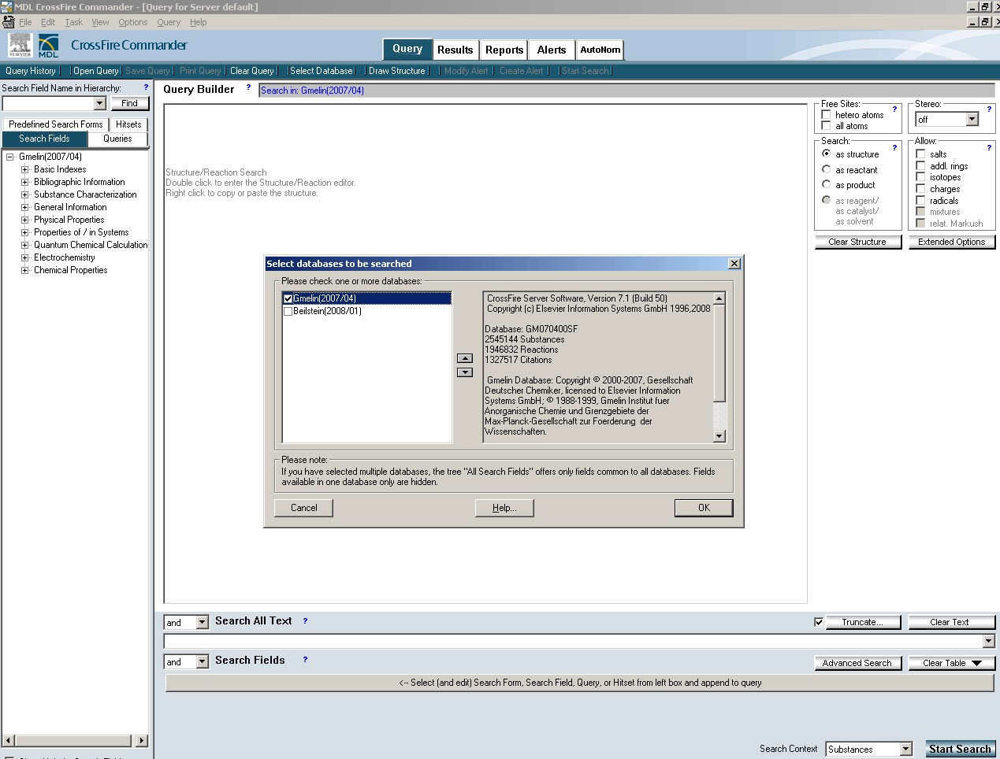 MDL CrossFire Commander - [Query for Server default]
File Edit Task View Options Query Help
ELSEVIER MDL CrossFire Commander
Query Results Reports Alerts AutoNom
Query History Open Query Save Query Print Query Clear Query Select Database Draw Structure Modify Alert Create Alert Start Search
Search Field Name in Hierarchy: ?
Find
Predefined Search Forms Hitsets
Search Fields Queries
Gmelin(2007/04)
Basic Indexes
Bibliographic Information
Substance Characterization
General Information
Physical Properties
Properties of / in Systems
Quantum Chemical Calculation
Electrochemistry
Chemical Properties
Query Builder ? Search in: Gmelin(2007/04)
Structure/Reaction Search
Double click to enter the Structure/Reaction editor.
Right click to copy or paste the structure.
Free Sites: ?
hetero atoms
all atoms
Stereo: ?
off
Search: ?
as structure
as reactant
as product
as reagent/
as catalyst/
as solvent
Allow: ?
salts
addl. rings
isotopes
charges
radicals
mixtures
relat. Markush
Clear Structure Extended Options
Select databases to be searched
Please check one or more databases:
Gmelin(2007/04)
Beilstein(2008/01)
CrossFire Server Software, Version 7.1 (Build 50)
Copyright (c) Elsevier Information Systems GmbH 1996,2008
Database: GM070400SF
2545144 Substances
1946832 Reactions
1327517 Citations
Gmelin Database: Copyright © 2000-2007, Gesellschaft
Deutscher Chemiker, licensed to Elsevier Information
Systems GmbH; © 1988-1999, Gmelin Institut fuer
Anorganische Chemie und Grenzgebiete der
Max-Planck-Gesellschaft zur Foerderung der
Wissenschaften.
Please note:
If you have selected multiple databases, the tree "All Search Fields" offers only fields common to all databases. Fields
available in one database only are hidden.
Cancel Help... OK
and Search All Text ? Truncate... Clear Text
and Search Fields ? Advanced Search Clear Table
<-- Select (and edit) Search Form, Search Field, Query, or Hitset from left box and append to query
Search Context Substances Start Search